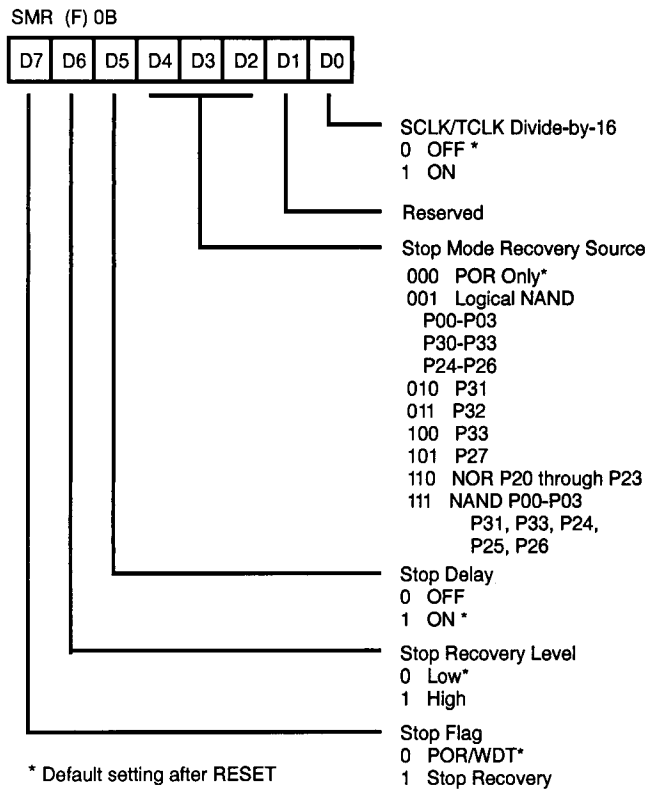 SMR (F) 0B
D7 D6 D5 D4 D3 D2 D1 D0
SCLK/TCLK Divide-by-16
0 OFF *
1 ON
Reserved
Stop Mode Recovery Source
000 POR Only*
001 Logical NAND
P00-P03
P30-P33
P24-P26
010 P31
011 P32
100 P33
101 P27
110 NOR P20 through P23
111 NAND P00-P03
P31, P33, P24,
P25, P26
Stop Delay
0 OFF
1 ON *
Stop Recovery Level
0 Low*
1 High
Stop Flag
0 POR/WDT*
1 Stop Recovery
* Default setting after RESET